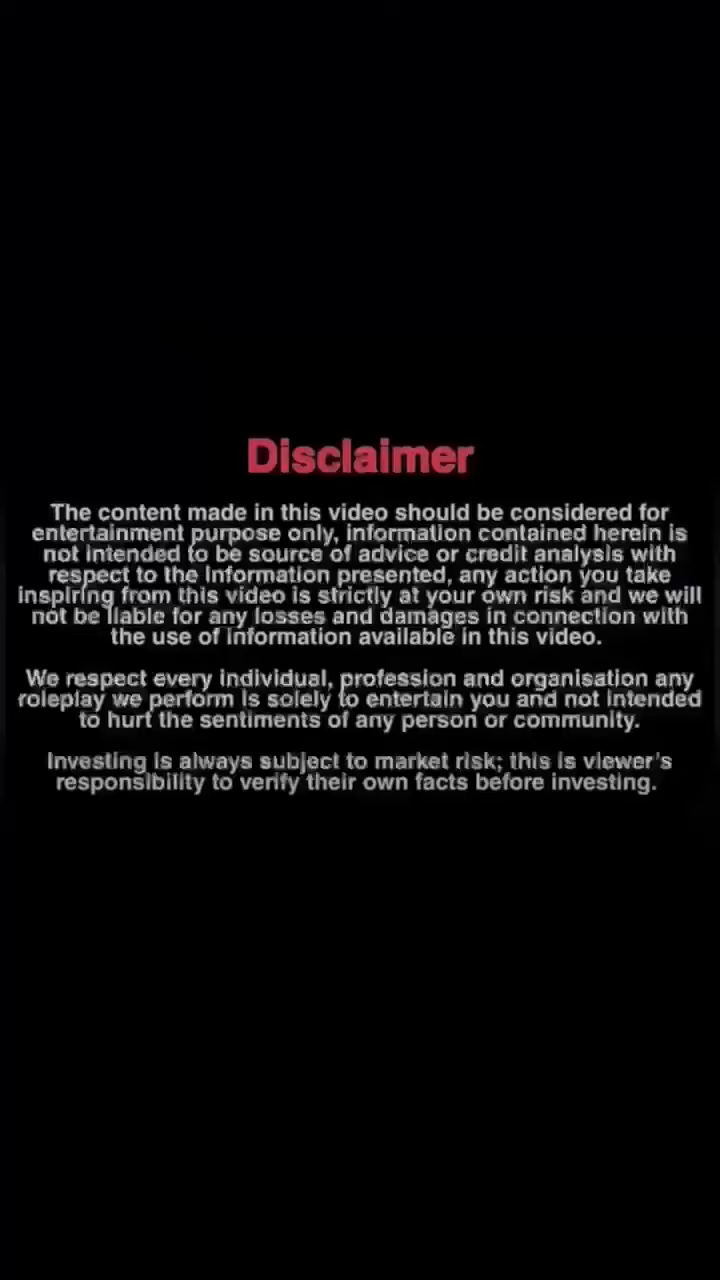 Disclaimer
The content made in this video should be considered for
entertainment purpose only, information contained herein is
not intended to be source of advice or credit analysis with
respect to the information presented, any action you take
inspiring from this video is strictly at your own risk and we will
not be liable for any losses and damages in connection with
the use of information available in this video.
We respect every individual, profession and organisation any
roleplay we perform is solely to entertain you and not intended
to hurt the sentiments of any person or community.
Investing is always subject to market risk; this is viewer's
responsibility to verify their own facts before investing.